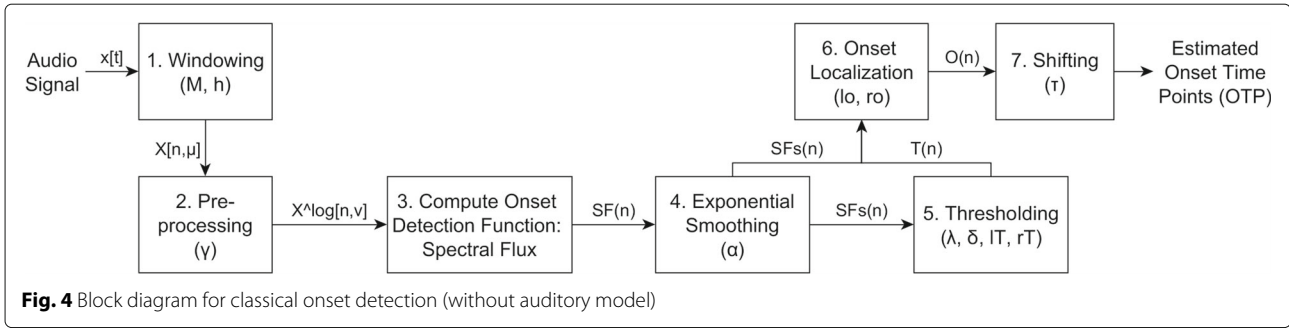 Audio
Signal
x[t]
1. Windowing
(M, h)
X[n,μ]
2. Pre-
processing
(γ)
X^log[n,v]
3. Compute Onset
Detection Function:
Spectral Flux
SF(n)
4. Exponential
Smoothing
(α)
SFs(n)
5. Thresholding
(λ, δ, lT, rT)
SFs(n)
T(n)
6. Onset
Localization
(lo, ro)
O(n)
7. Shifting
(τ)
Estimated
Onset Time
Points (OTP)
Fig. 4 Block diagram for classical onset detection (without auditory model)